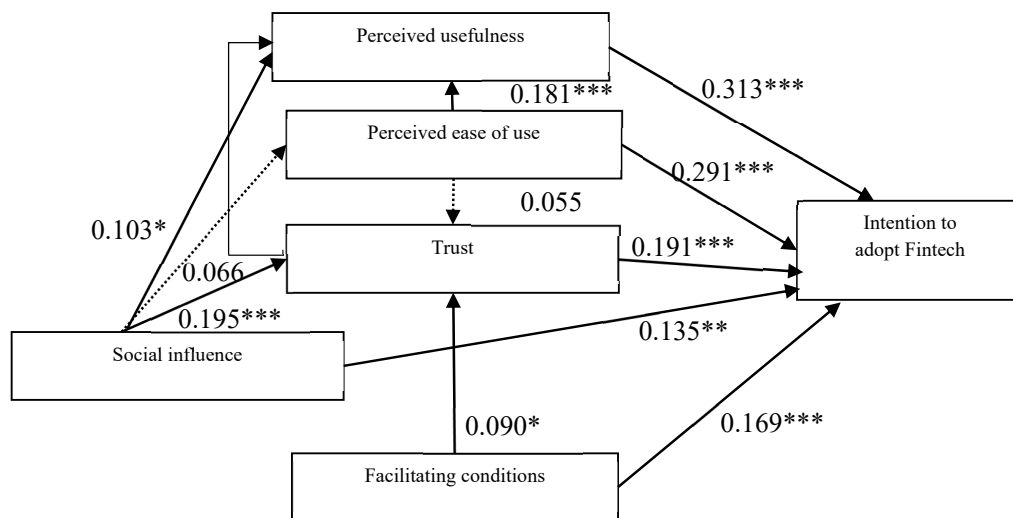 Perceived usefulness
0.181***
0.313***
Perceived ease of use
0.291***
0.055
0.103*
Trust
0.191***
Intention to
adopt Fintech
0.066
0.195***
Social influence
0.135**
0.090*
0.169***
Facilitating conditions